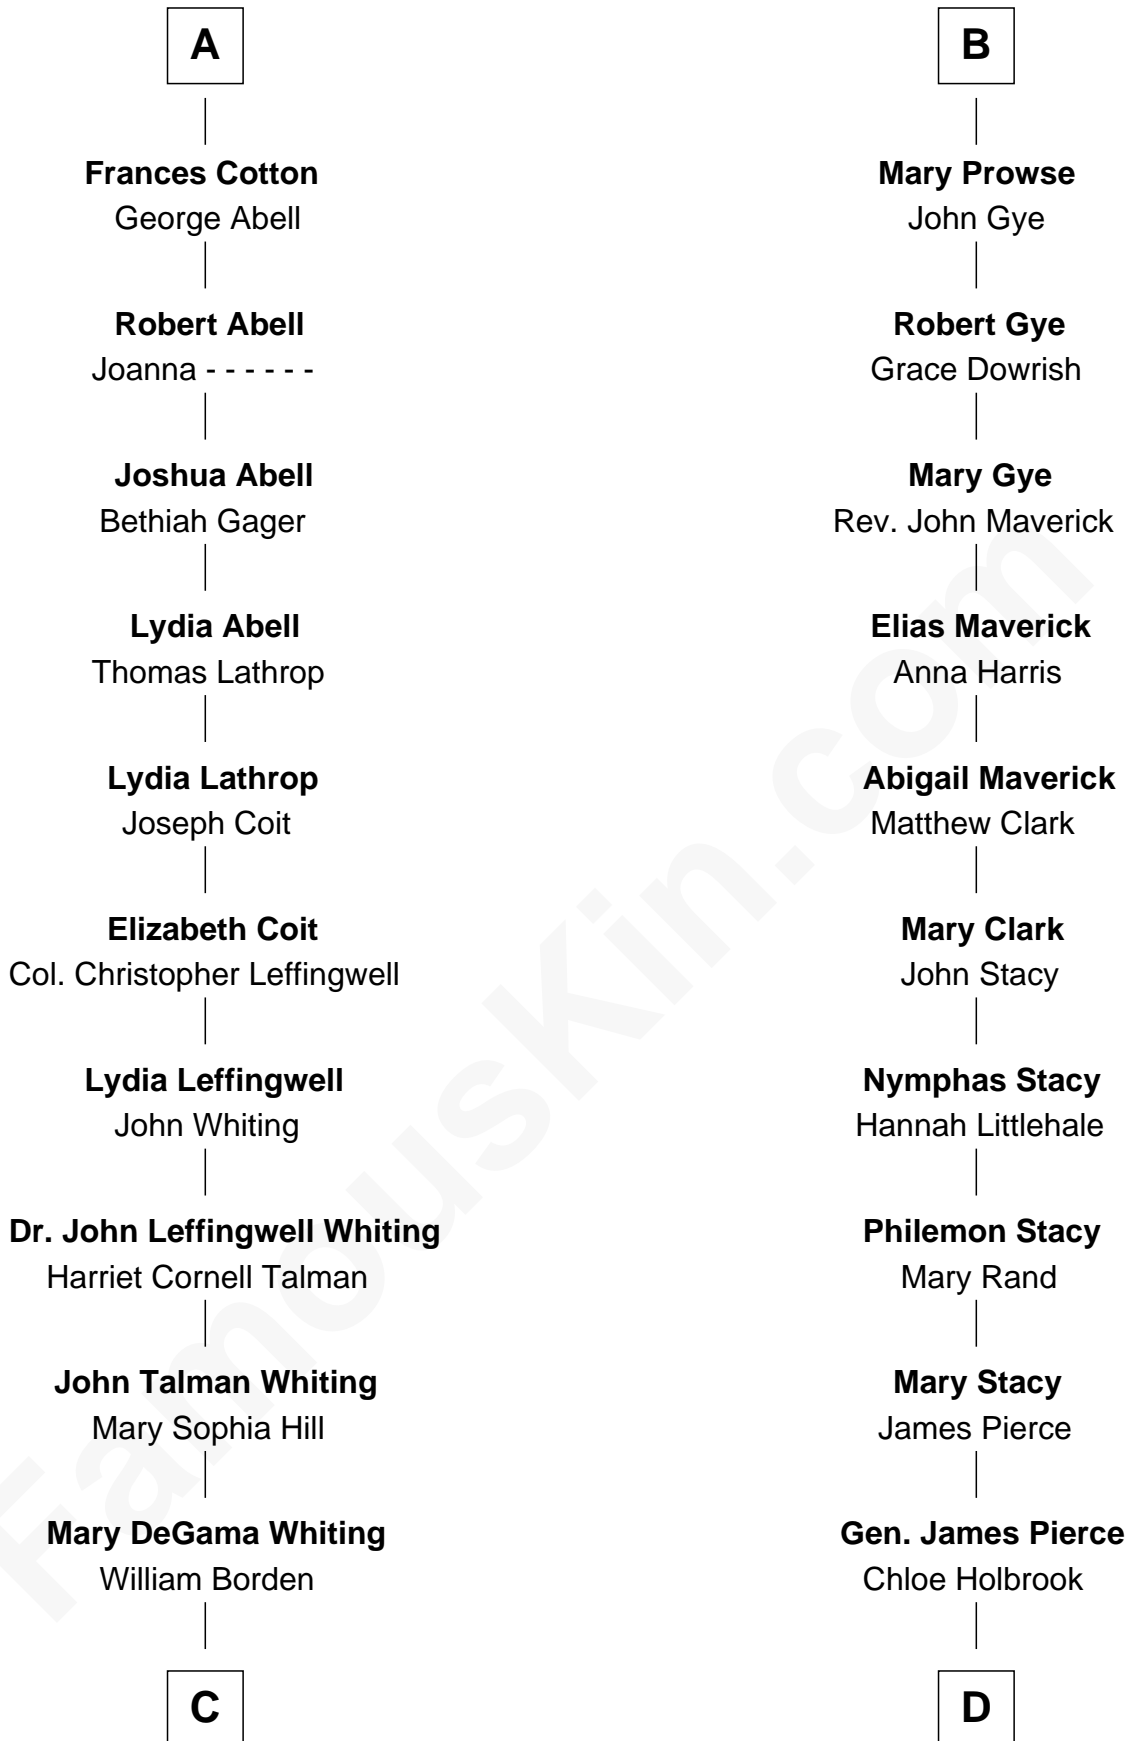 A
Frances Cotton
George Abell
Robert Abell
Joanna - - - - - -
Joshua Abell
Bethiah Gager
Lydia Abell
Thomas Lathrop
Lydia Lathrop
Joseph Coit
Elizabeth Coit
Col. Christopher Leffingwell
Lydia Leffingwell
John Whiting
Dr. John Leffingwell Whiting
Harriet Cornell Talman
John Talman Whiting
Mary Sophia Hill
Mary DeGama Whiting
William Borden
C
B
Mary Prowse
John Gye
Robert Gye
Grace Dowrish
Mary Gye
Rev. John Maverick
Elias Maverick
Anna Harris
Abigail Maverick
Matthew Clark
Mary Clark
John Stacy
Nymphas Stacy
Hannah Littlehale
Philemon Stacy
Mary Rand
Mary Stacy
James Pierce
Gen. James Pierce
Chloe Holbrook
D
FamousKin.com